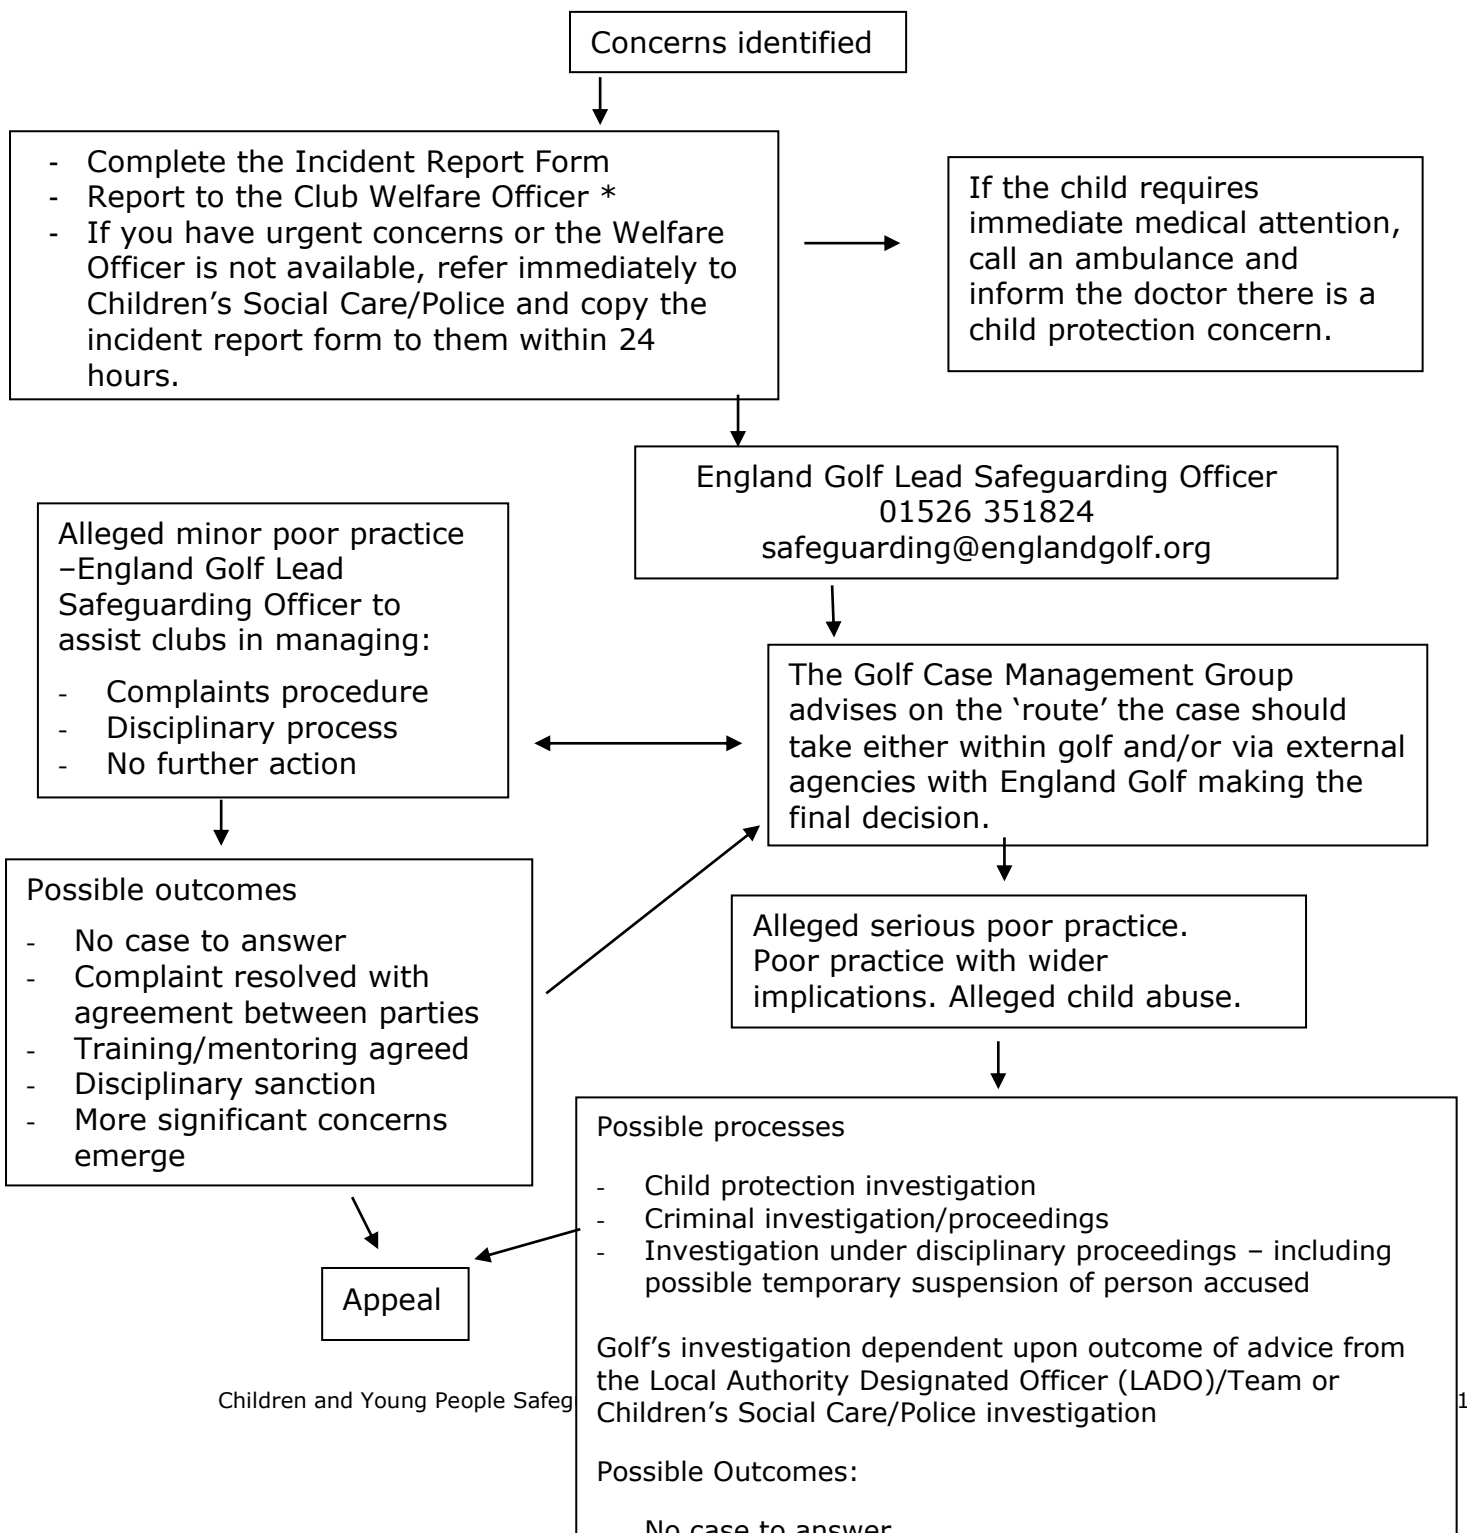 Concerns identified
- Complete the Incident Report Form
- Report to the Club Welfare Officer *
- If you have urgent concerns or the Welfare
Officer is not available, refer immediately to
Children’s Social Care/Police and copy the
incident report form to them within 24
hours.
If the child requires
immediate medical attention,
call an ambulance and
inform the doctor there is a
child protection concern.
England Golf Lead Safeguarding Officer
01526 351824
safeguarding@englandgolf.org
Alleged minor poor practice
–England Golf Lead
Safeguarding Officer to
assist clubs in managing:
- Complaints procedure
- Disciplinary process
- No further action
The Golf Case Management Group
advises on the ‘route’ the case should
take either within golf and/or via external
agencies with England Golf making the
final decision.
Possible outcomes
- No case to answer
- Complaint resolved with
agreement between parties
- Training/mentoring agreed
- Disciplinary sanction
- More significant concerns
emerge
Alleged serious poor practice.
Poor practice with wider
implications. Alleged child abuse.
Possible processes
- Child protection investigation
- Criminal investigation/proceedings
- Investigation under disciplinary proceedings – including
possible temporary suspension of person accused
Golf’s investigation dependent upon outcome of advice from
the Local Authority Designated Officer (LADO)/Team or
Children’s Social Care/Police investigation
Possible Outcomes:
No case to answer
Appeal
Children and Young People Safeg
1